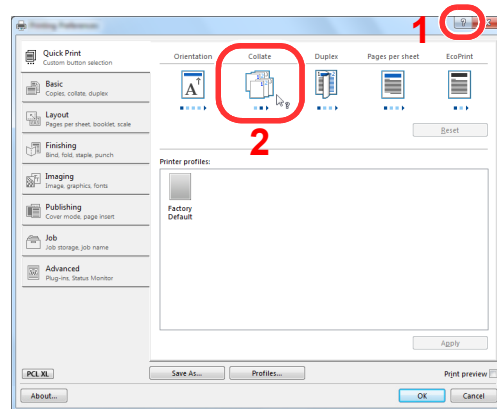 Printing Preferences
1
?
Quick Print
Custom button selection
Orientation
Collate
Duplex
Pages per sheet
EcoPrint
Basic
Copies, collate, duplex
A
?
2
Layout
Pages per sheet, booklet, scale
Reset
Finishing
Bind, fold, staple, punch
Printer profiles:
Imaging
Image, graphics, fonts
Factory
Default
Publishing
Cover mode, page insert
Job
Job storage, job name
Advanced
Plug-ins, Status Monitor
Apply
PCL XL
Save As...
Profiles...
Print preview
About...
OK
Cancel